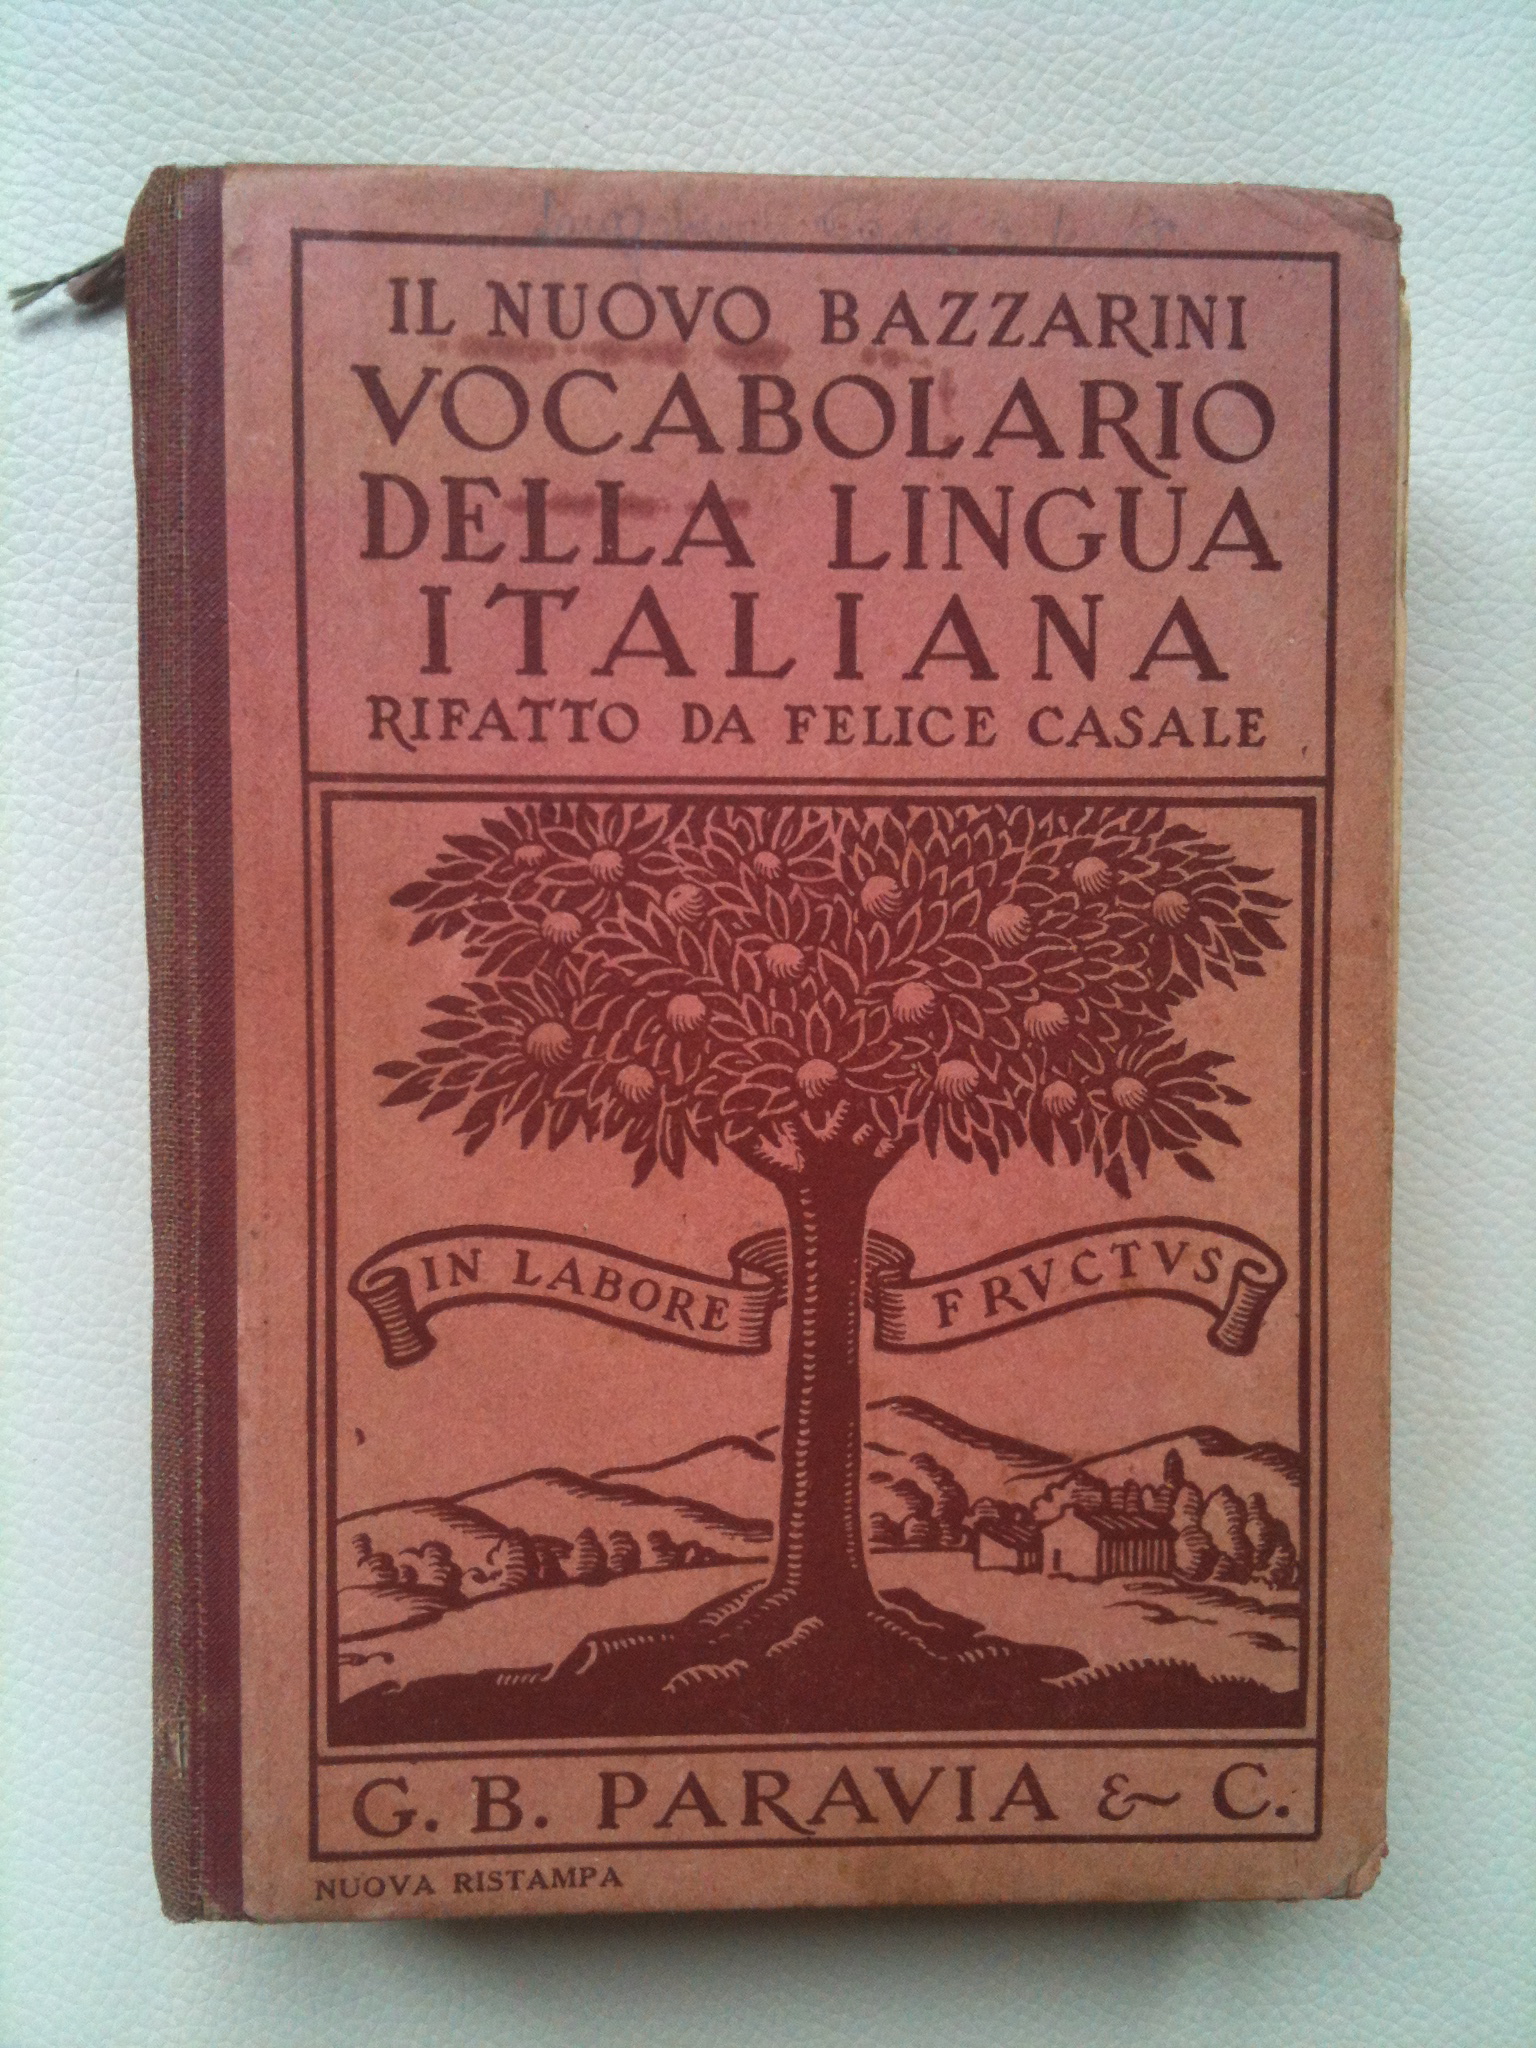 IL NUOVO BAZZARINI
VOCABOLARIO
DELLA LINGUA
ITALIANA
RIFATTO DA FELICE CASALE
IN LABORE FRVCTVS
G. B. PARAVIA & C.
NUOVA RISTAMPA